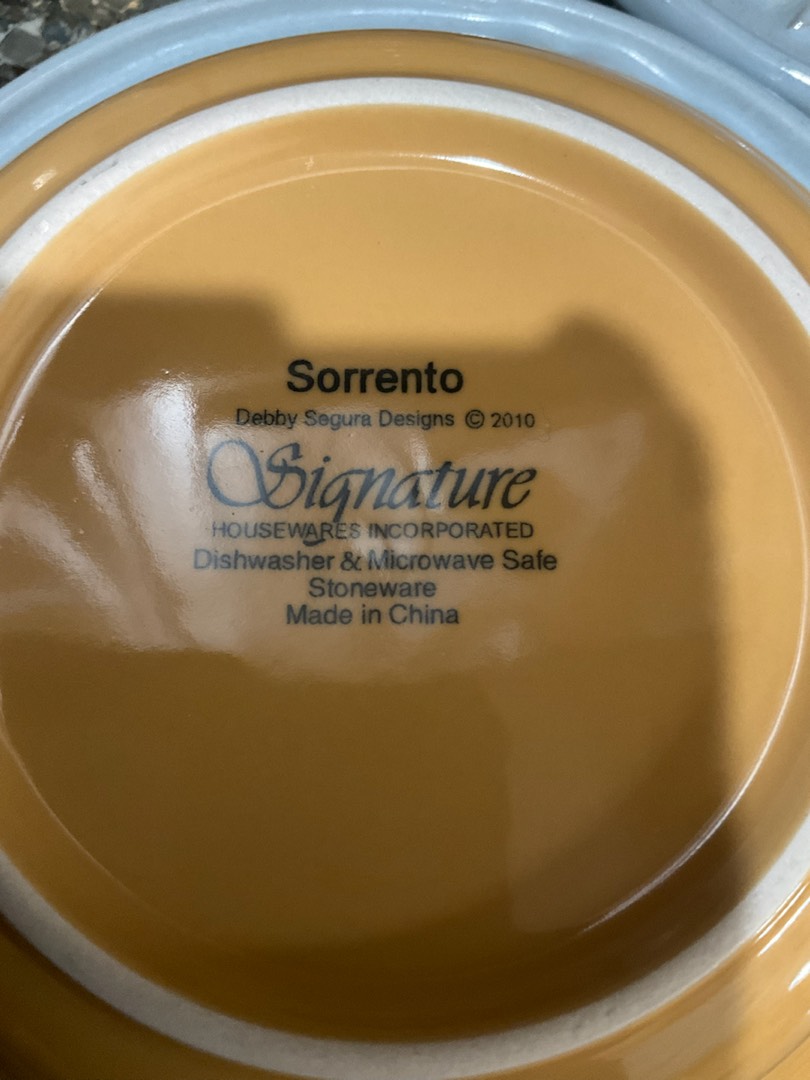 Sorrento
Debby Segura Designs © 2010
Signature
HOUSEWARES INCORPORATED
Dishwasher & Microwave Safe
Stoneware
Made in China